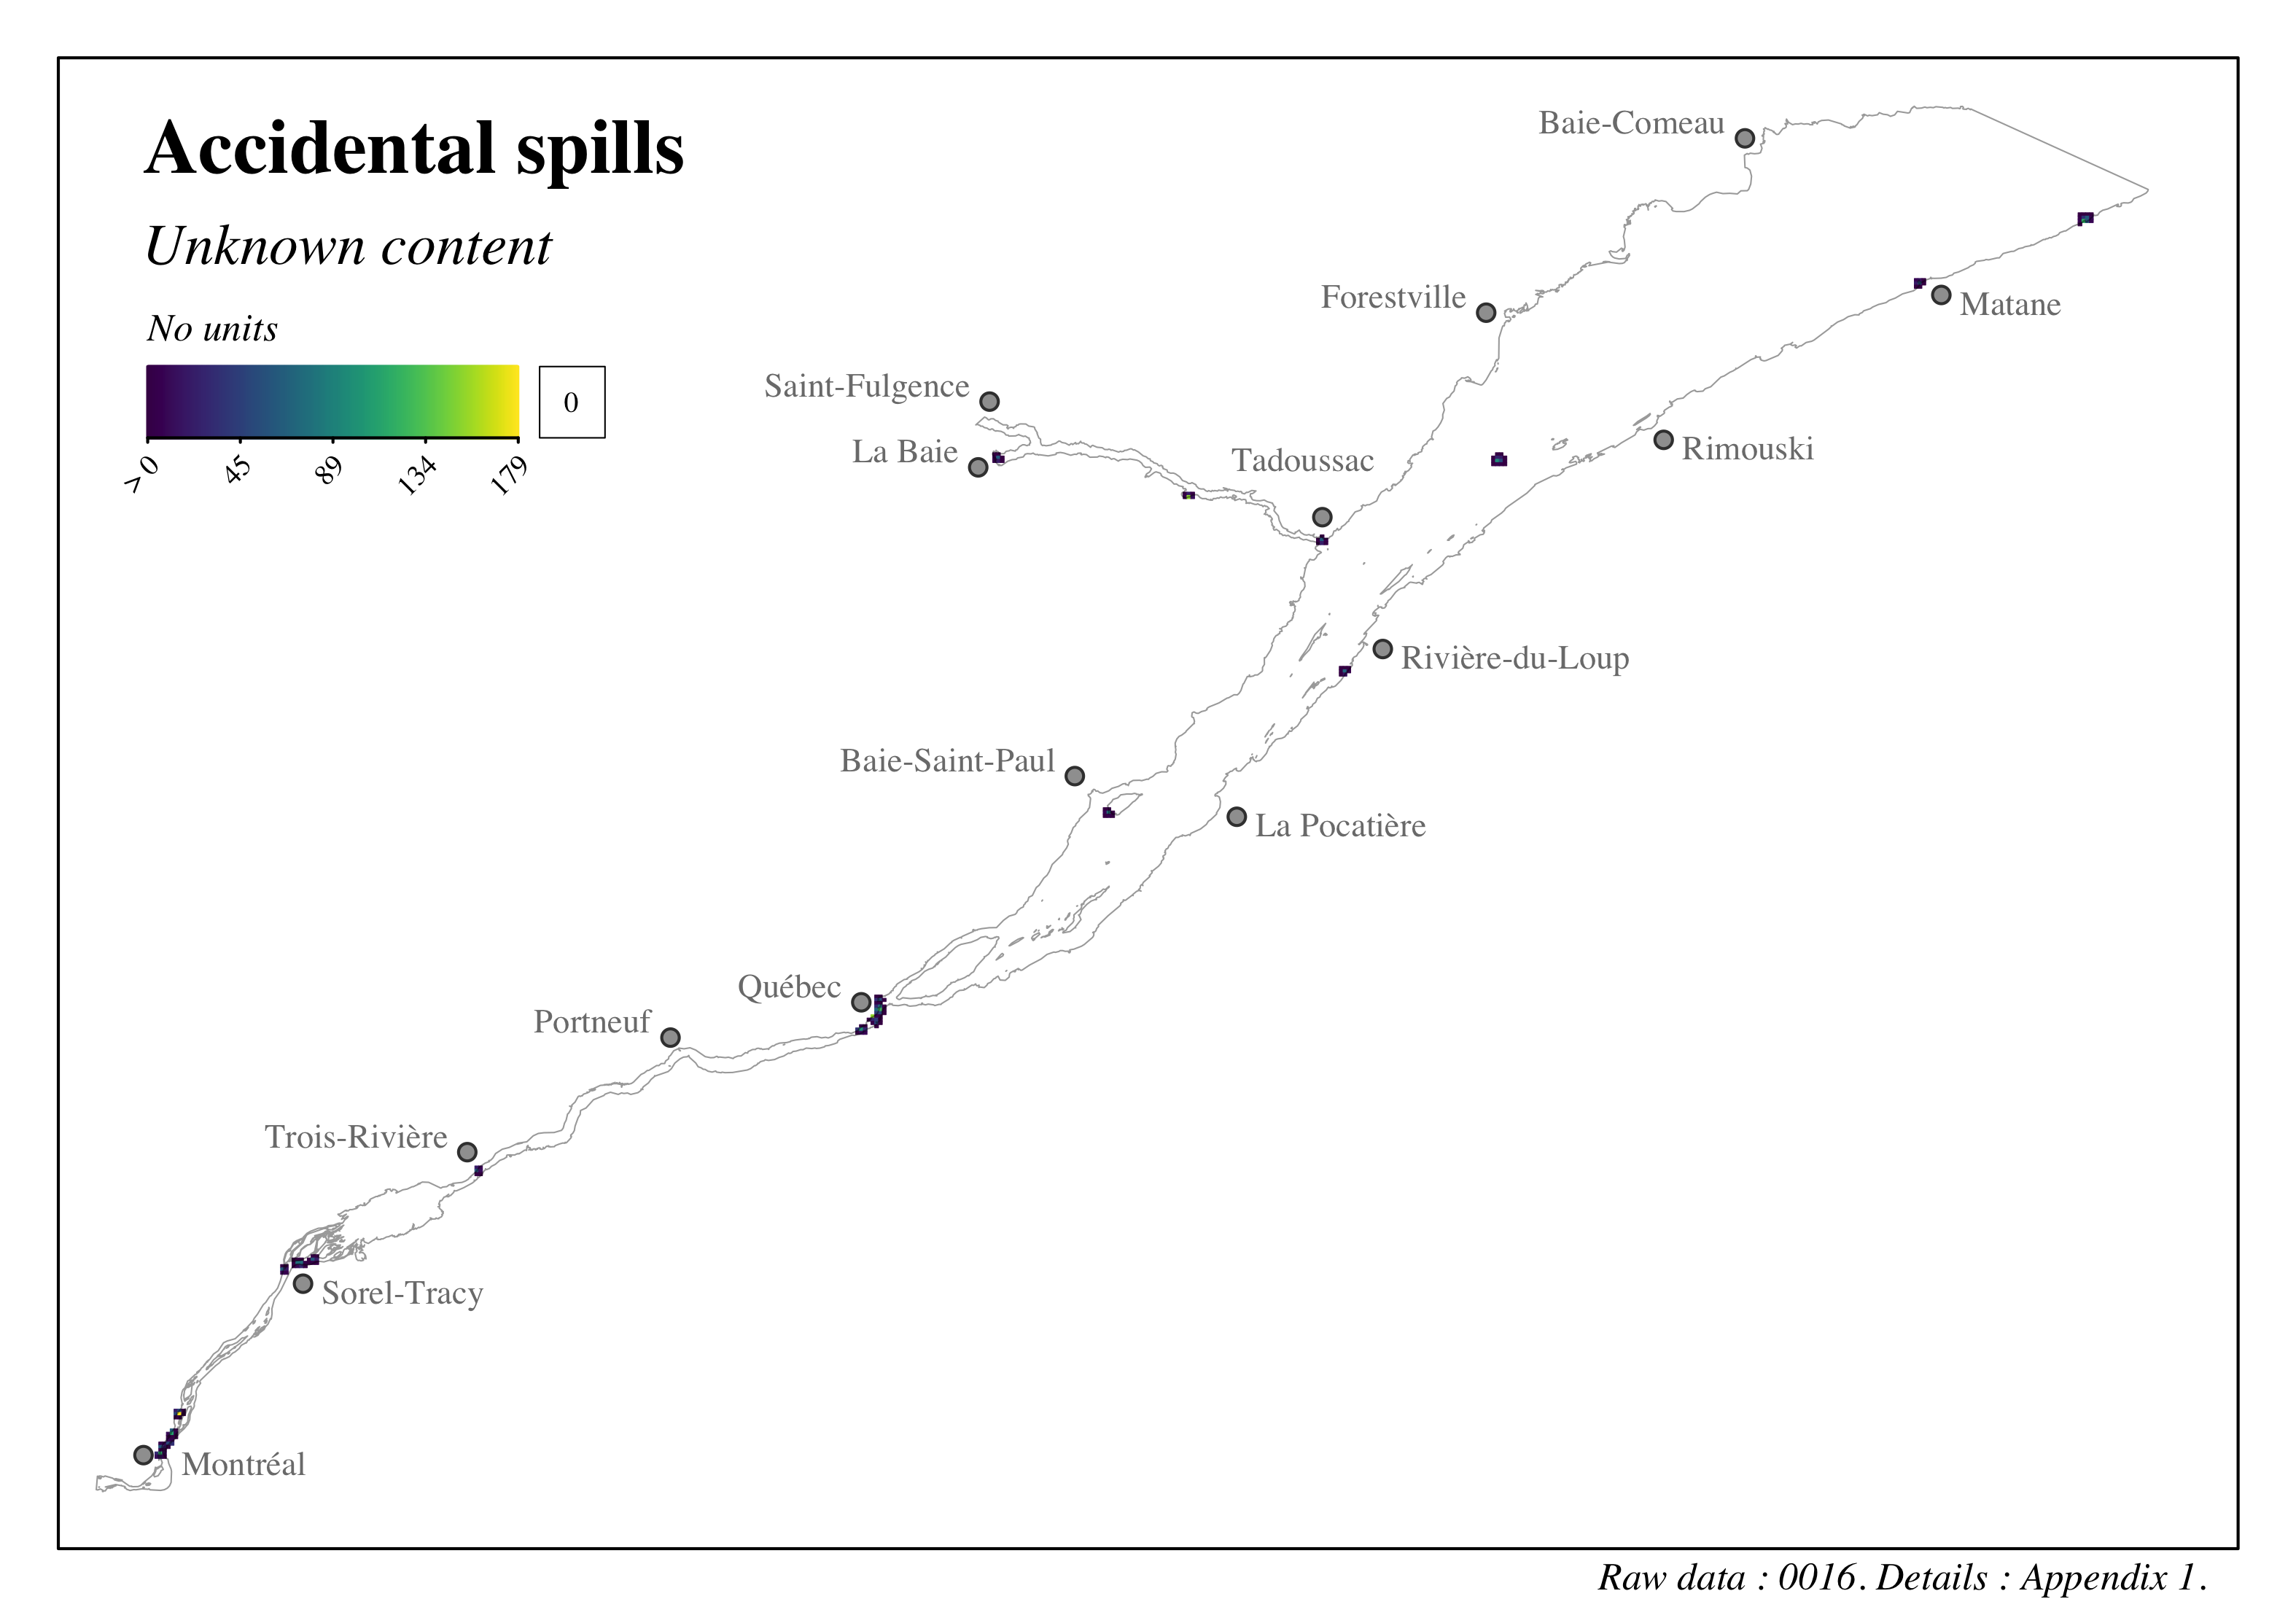 Accidental spills
Unknown content
No units
> 0
45
89
134
179
0
Baie-Comeau
Forestville
Matane
Saint-Fulgence
La Baie
Tadoussac
Rimouski
Rivière-du-Loup
Baie-Saint-Paul
La Pocatière
Québec
Portneuf
Trois-Rivière
Sorel-Tracy
Montréal
Raw data : 0016. Details : Appendix 1.